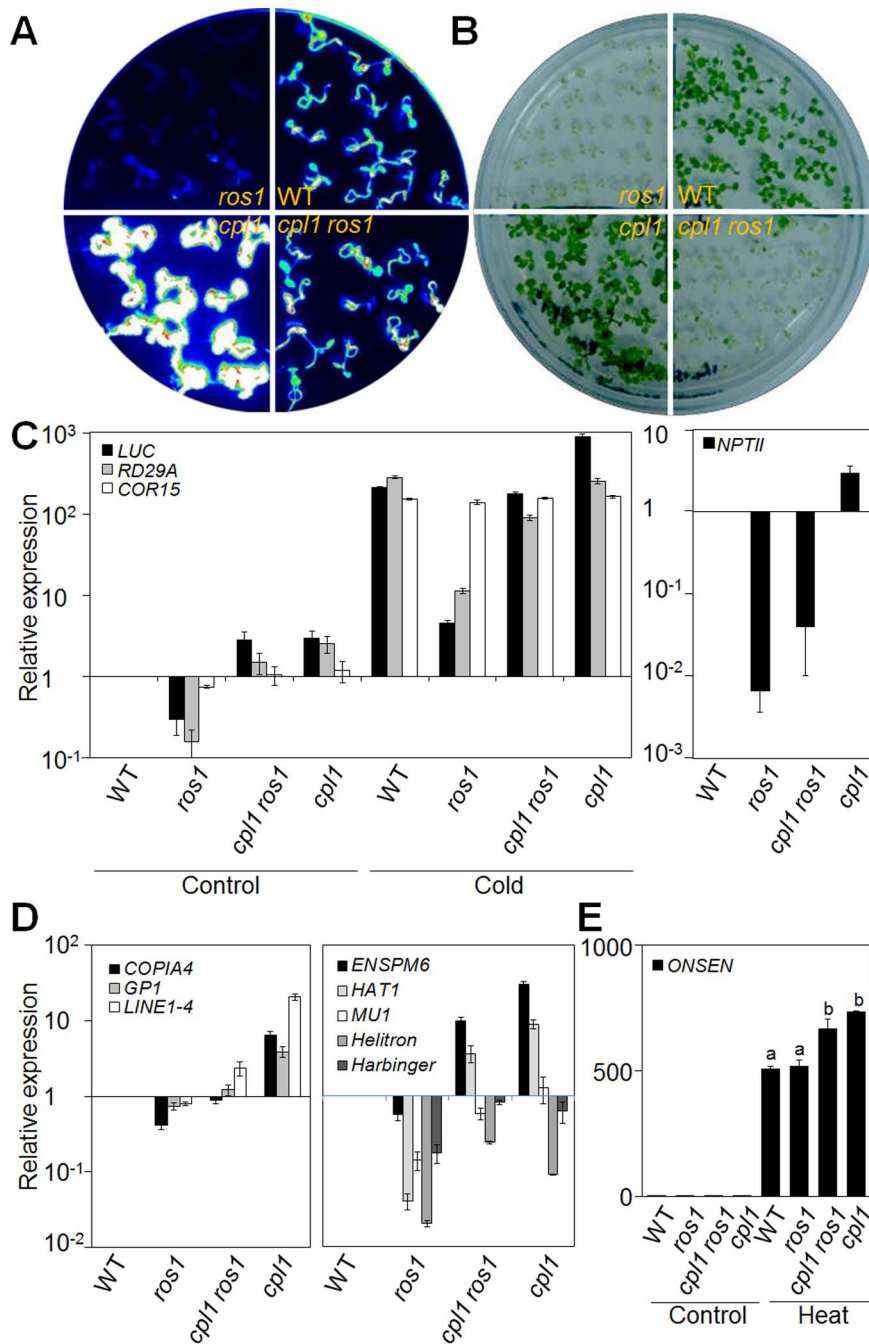 A
B
ros1 WT
cpl1 cpl1 ros1
ros1 WT
cpl1 cpl1 ros1
C
Relative expression
10³
10²
10
1
10⁻¹
LUC
RD29A
COR15
WT
ros1
cpl1 ros1
cpl1
WT
ros1
cpl1 ros1
cpl1
Control
Cold
10
1
10⁻¹
10⁻²
10⁻³
NPTII
WT
ros1
cpl1 ros1
cpl1
D
Relative expression
10²
10
1
10⁻¹
10⁻²
COPIA4
GP1
LINE1-4
WT
ros1
cpl1 ros1
cpl1
ENSPM6
HAT1
MU1
Helitron
Harbinger
WT
ros1
cpl1 ros1
cpl1
E
1000
500
0
ONSEN
a
a
b
b
WT
ros1
cpl1 ros1
cpl1
WT
ros1
cpl1 ros1
cpl1
Control
Heat